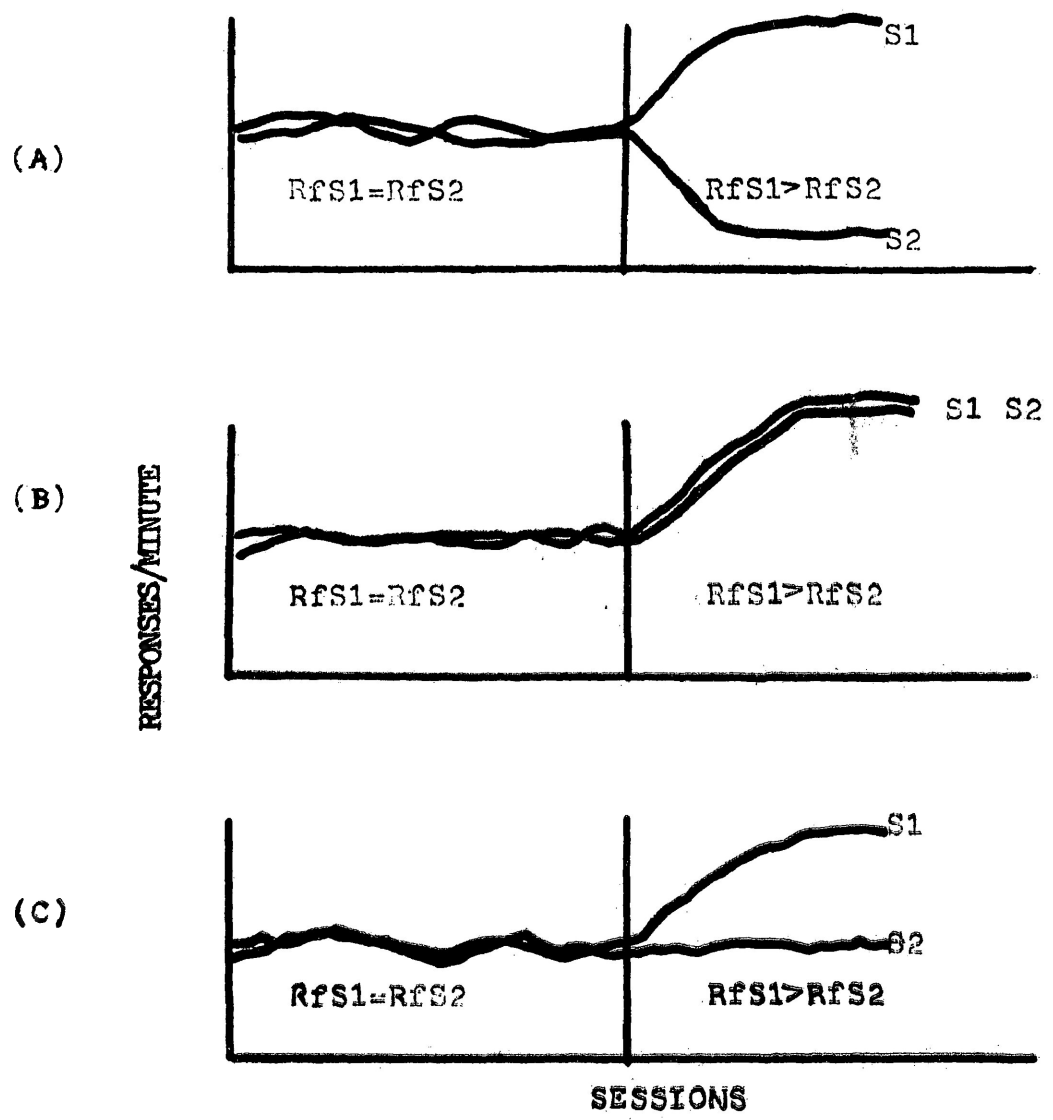 S1
(A)
RfS1=RfS2
RfS1>RfS2
S2
S1 S2
(B)
RESPONSES/MINUTE
RfS1=RfS2
RfS1>RfS2
S1
(C)
S2
RfS1=RfS2
RfS1>RfS2
SESSIONS